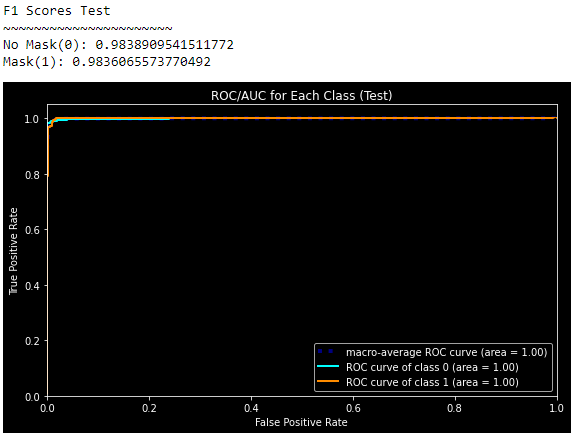 F1 Scores Test
~~~~~~~~~~~~~~~~~~~~~~
No Mask(0): 0.9838909541511772
Mask(1): 0.9836065573770492
ROC/AUC for Each Class (Test)
1.0
0.8
0.6
0.4
0.2
0.0
True Positive Rate
macro-average ROC curve (area = 1.00)
ROC curve of class 0 (area = 1.00)
ROC curve of class 1 (area = 1.00)
0.0 0.2 0.4 0.6 0.8 1.0
False Positive Rate